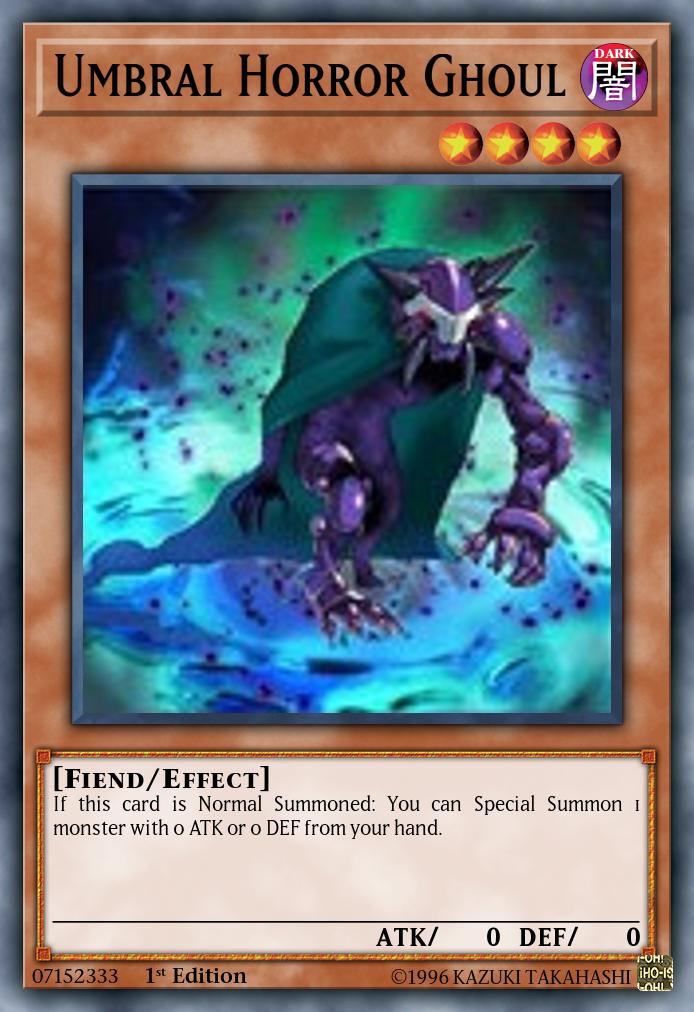 UMBRAL HORROR GHOUL
DARK
闇
[FIEND/EFFECT]
If this card is Normal Summoned: You can Special Summon 1
monster with 0 ATK or 0 DEF from your hand.
ATK/ 0 DEF/ 0
07152333 1st Edition ©1996 KAZUKI TAKAHASHI